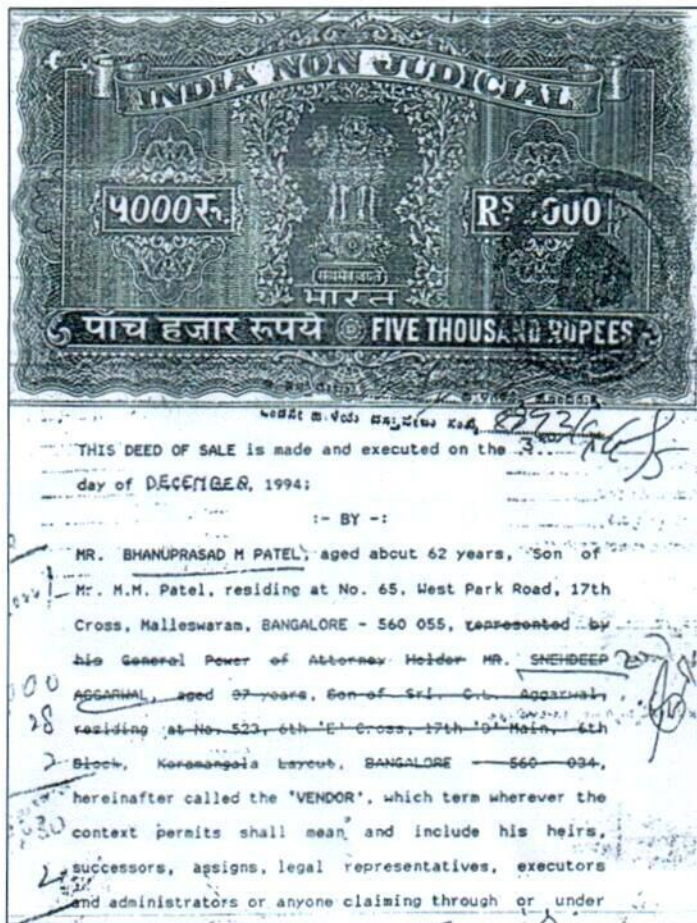 INDIA NON JUDICIAL
५000रु. Rs. 5000
सत्यमेव जयते
भारत
पाँच हजार रूपये FIVE THOUSAND RUPEES
THIS DEED OF SALE is made and executed on the 3
day of DECEMBER, 1994;
:- BY -:
MR. BHANUPRASAD M PATEL, aged about 62 years, Son of
Mr. M.M. Patel, residing at No. 65, West Park Road, 17th
Cross, Malleswaram, BANGALORE - 560 055, represented by
his General Power of Attorney Holder MR. SNEHDEEP
AGGARWAL, aged 37 years, Son of Sri. C.L. Aggarwal,
residing at No. 523, 6th 'E' Cross, 17th 'D' Main, 6th
Block, Koramangala Layout, BANGALORE - 560 034,
hereinafter called the 'VENDOR', which term wherever the
context permits shall mean and include his heirs,
successors, assigns, legal representatives, executors
and administrators or anyone claiming through or under